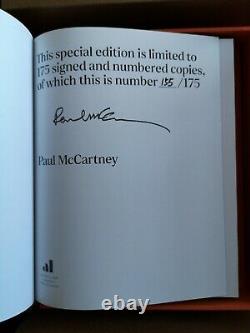 This special edition is limited to
175 signed and numbered copies,
of which this is number 155/175
Paul McCartney